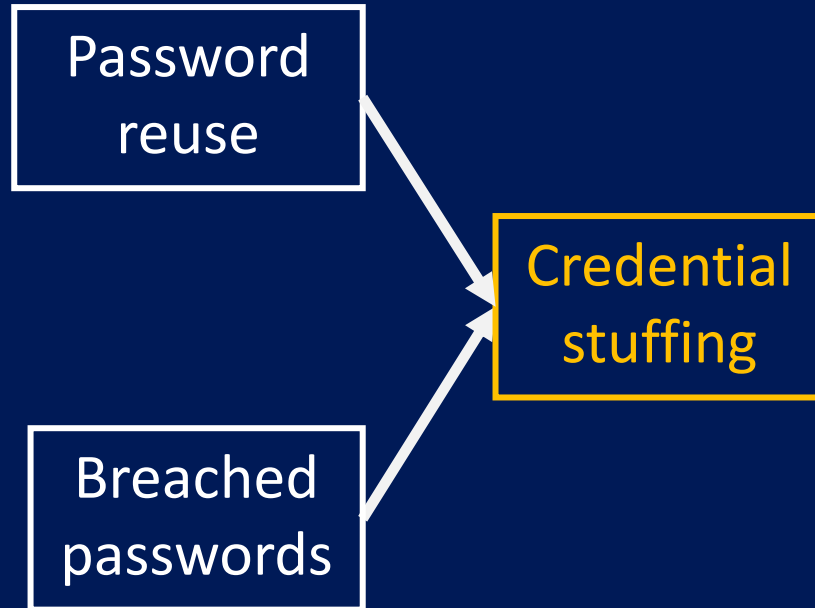 Password
reuse
Credential
stuffing
Breached
passwords